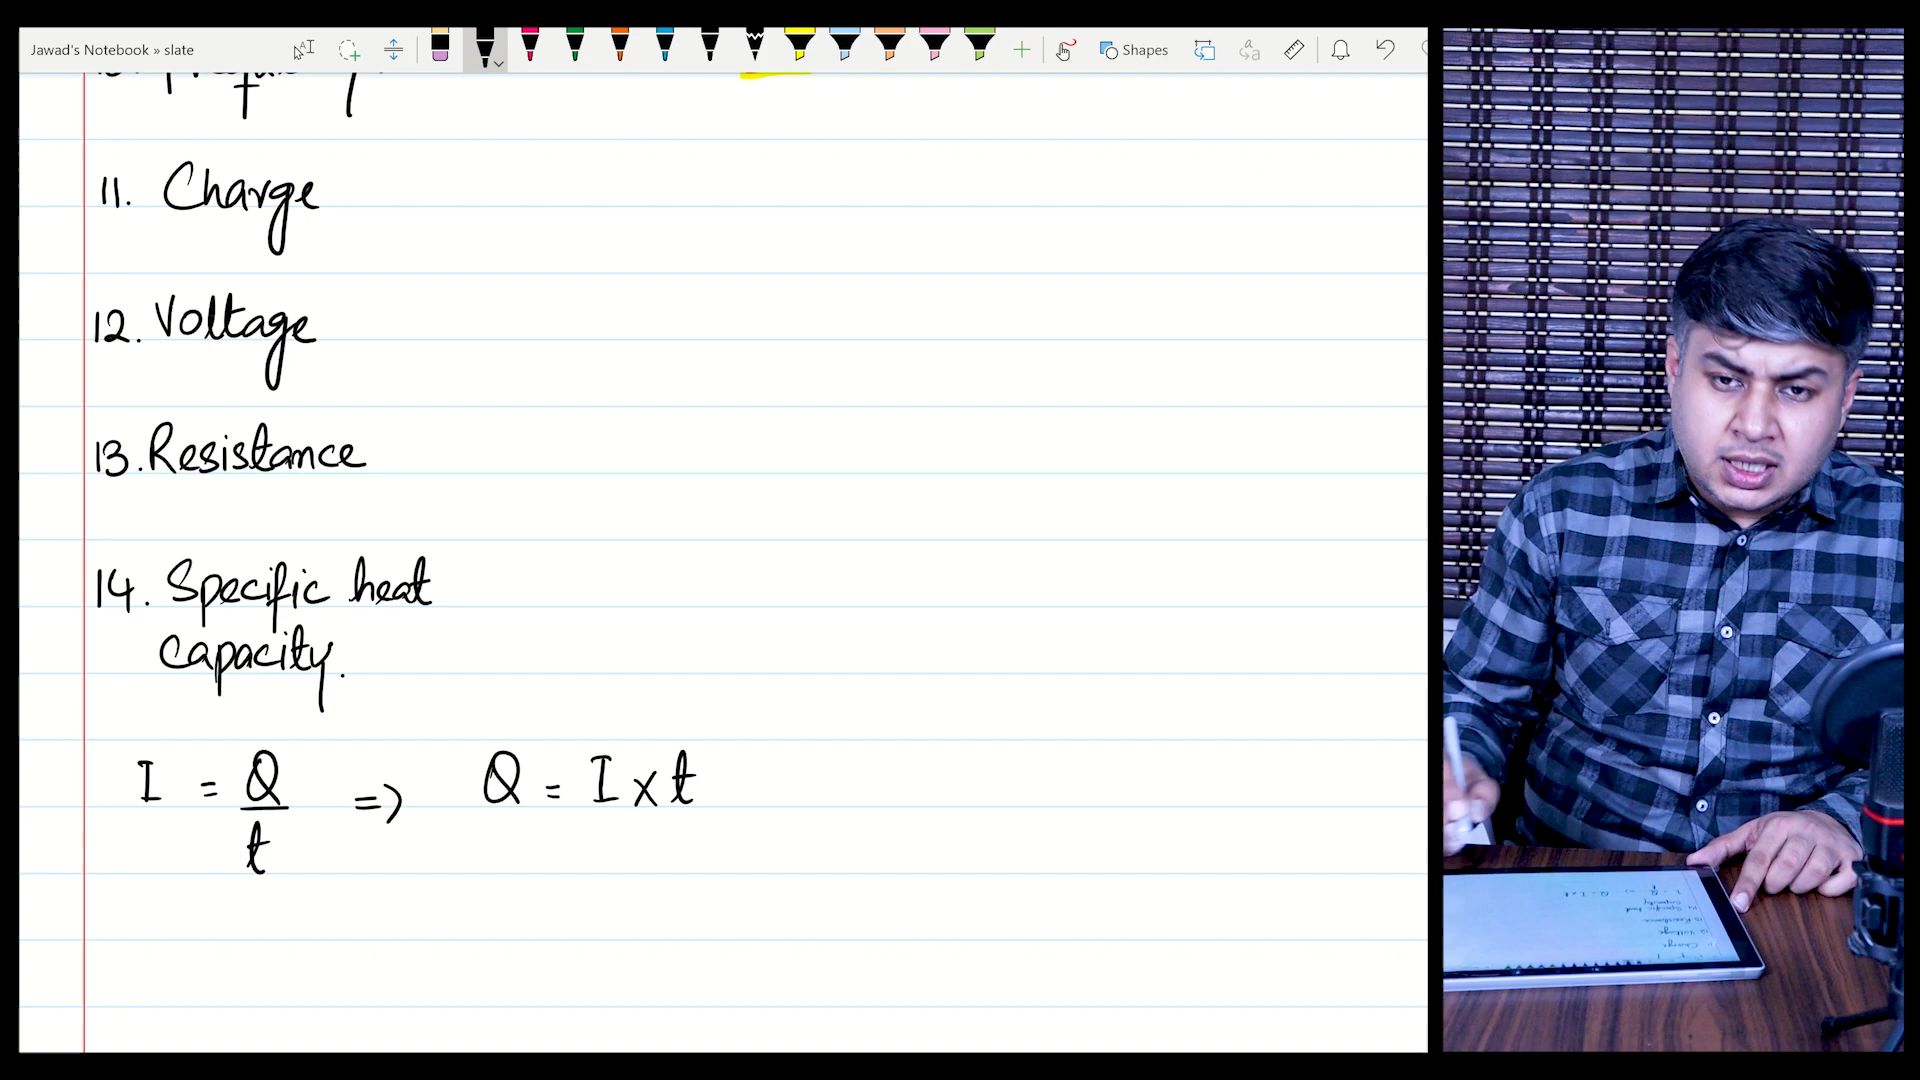 Jawad's Notebook » slate
Shapes
11. Charge
12. Voltage
13. Resistance
14. Specific heat
capacity.
I = Q/t => Q = I x t